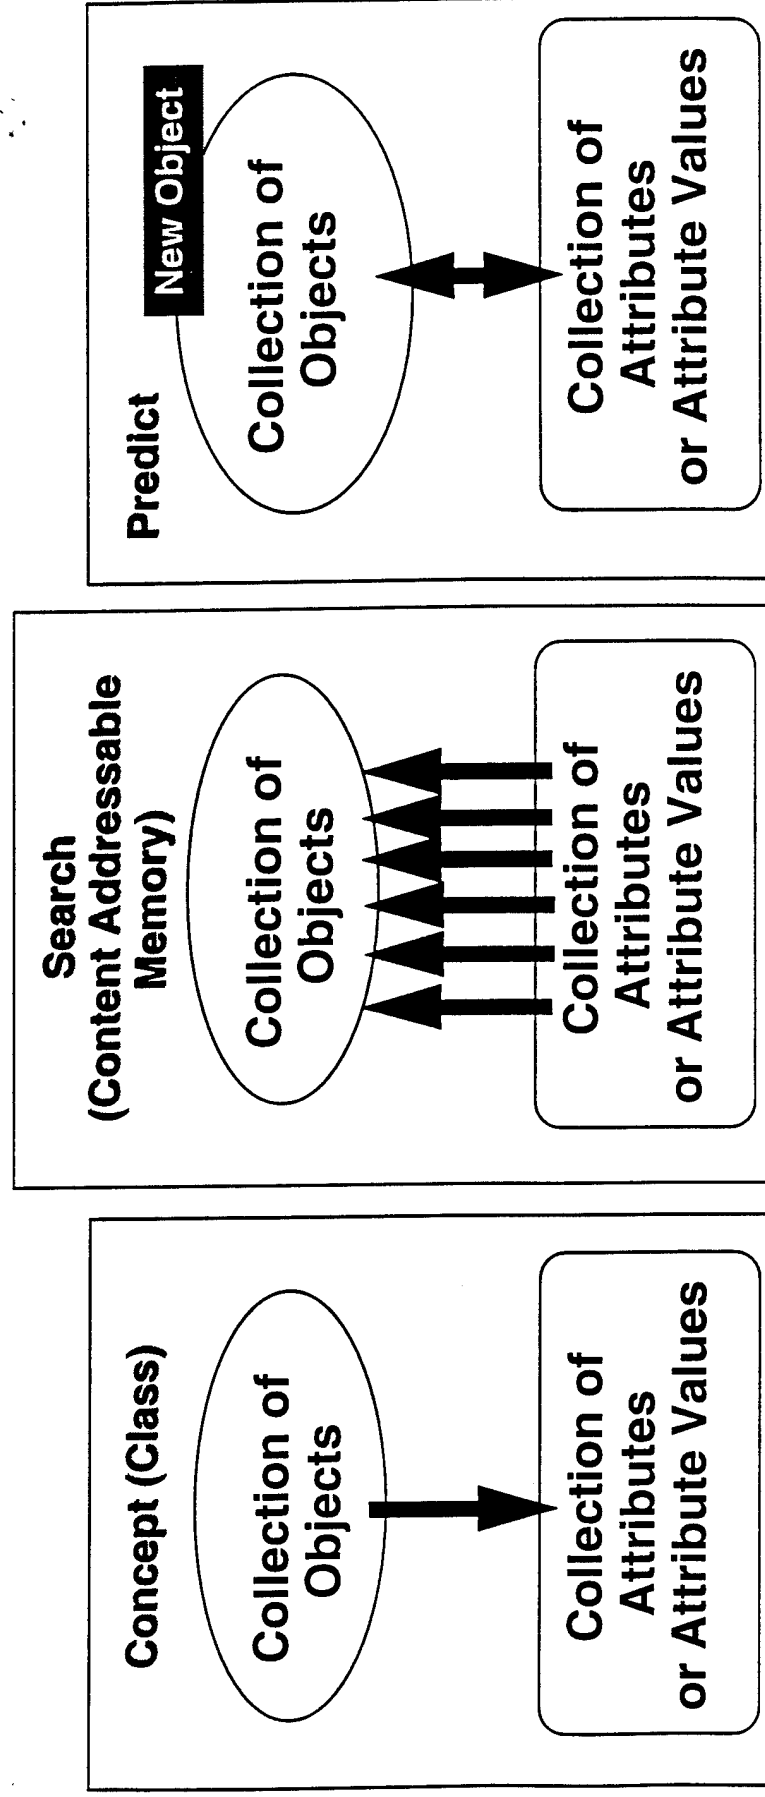 Concept (Class)
Collection of
Objects
Collection of
Attributes
or Attribute Values
Search
(Content Addressable
Memory)
Collection of
Objects
Collection of
Attributes
or Attribute Values
Predict
New Object
Collection of
Objects
Collection of
Attributes
or Attribute Values